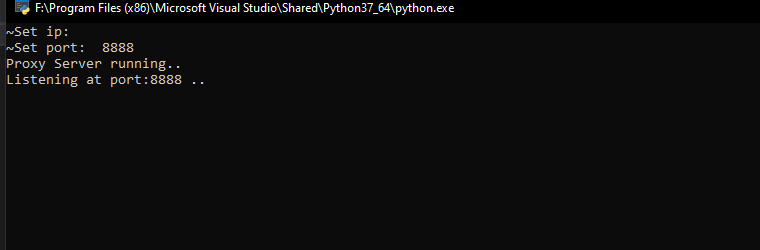 F:\Program Files (x86)\Microsoft Visual Studio\Shared\Python37_64\python.exe
~Set ip:
~Set port:  8888
Proxy Server running..
Listening at port:8888 ..